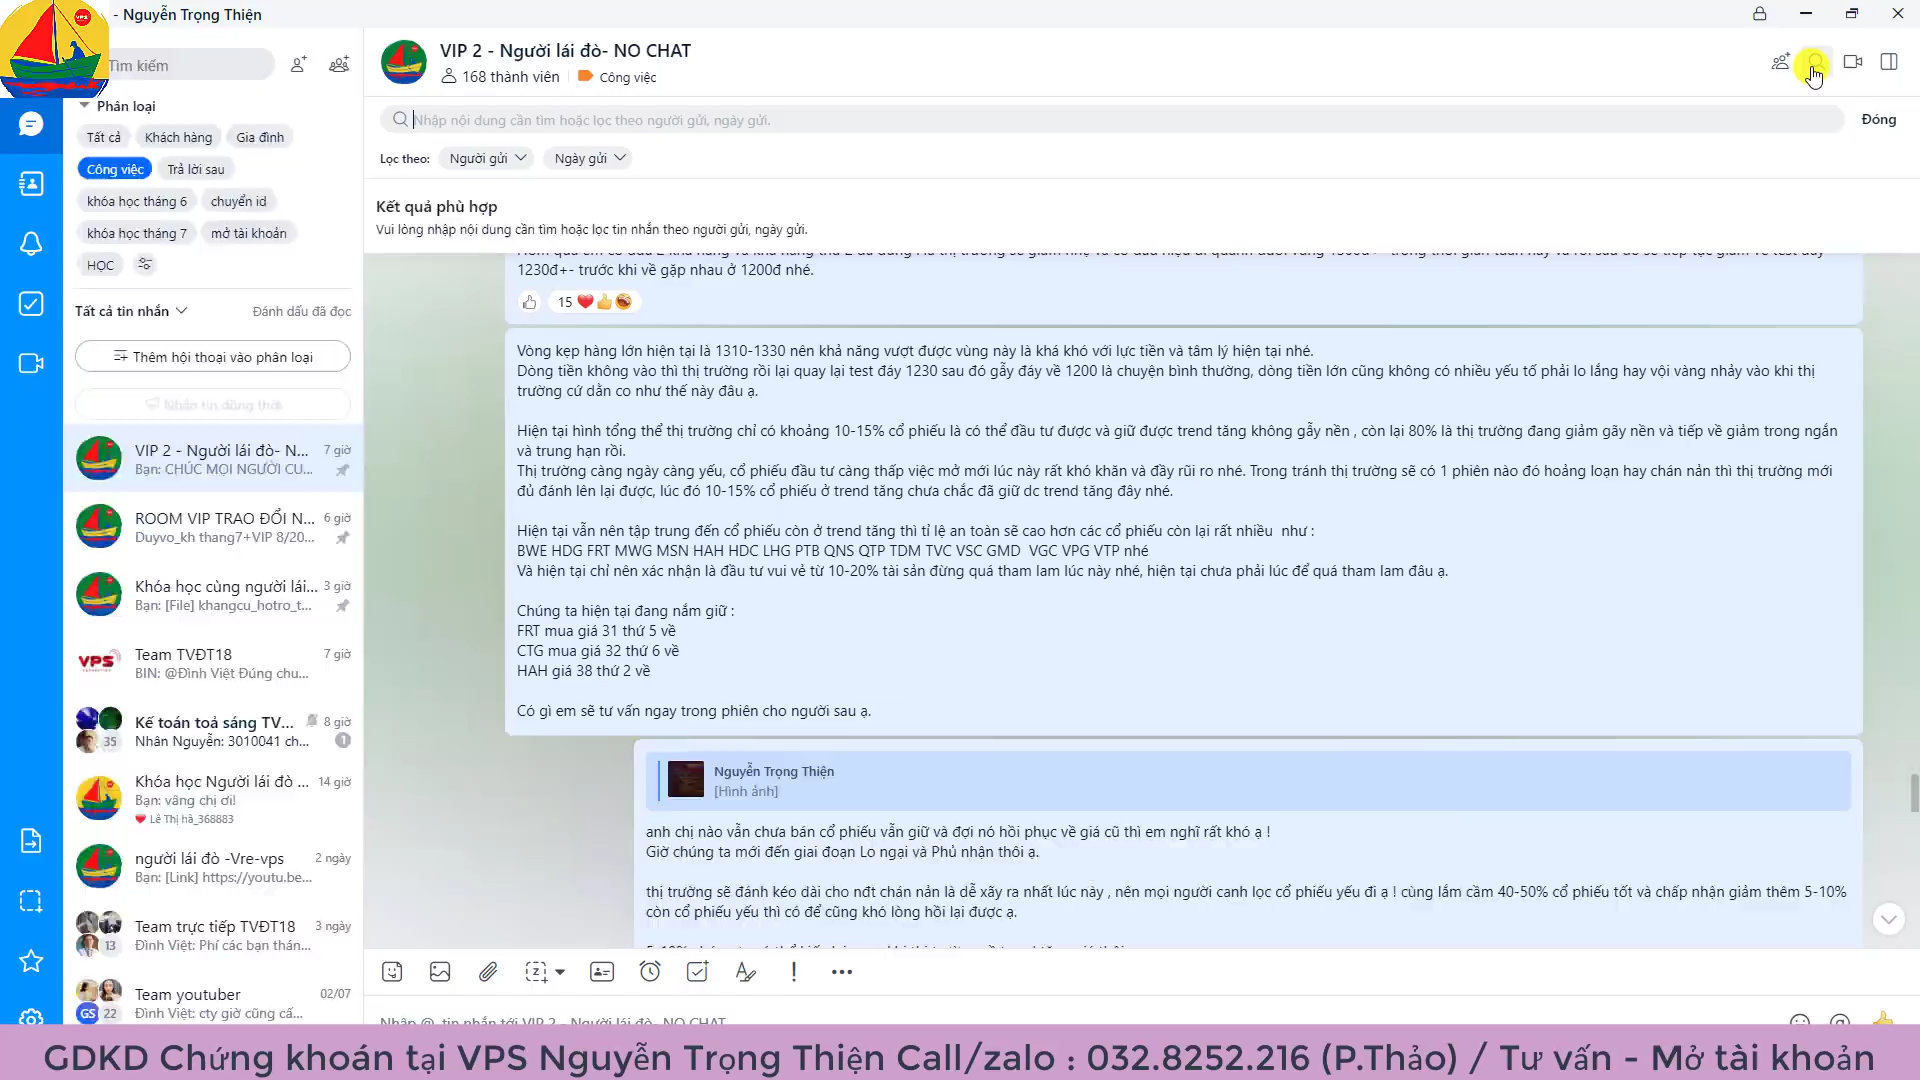 - Nguyễn Trọng Thiện
VPS
Tìm kiếm
Phân loại
Tất cả
Khách hàng
Gia đình
Công việc
Trả lời sau
khóa học tháng 6
chuyển id
khóa học tháng 7
mở tài khoản
HỌC
Tất cả tin nhắn
Đánh dấu đã đọc
Thêm hội thoại vào phân loại
Nhắn tin đồng thời
VIP 2 - Người lái đò- N...
7 giờ
Bạn: CHÚC MỌI NGƯỜI CU...
ROOM VIP TRAO ĐỔI N...
6 giờ
Duyvo_kh thang7+VIP 8/20...
Khóa học cùng người lái...
3 giờ
Bạn: [File] khangcu_hotro_t...
VPS
Team TVĐT18
7 giờ
BIN: @Đình Việt Đúng chu...
Kế toán toả sáng TV...
8 giờ
35
Nhân Nguyễn: 3010041 ch...
1
Khóa học Người lái đò ...
14 giờ
Bạn: vâng chị ơi!
Lê Thị hà_368883
người lái đò -Vre-vps
2 ngày
Bạn: [Link] https://youtu.be...
Team trực tiếp TVĐT18
3 ngày
13
Đình Việt: Phí các bạn thán...
Team youtuber
02/07
GS 22
Đình Việt: cty giờ cũng cấ...
VIP 2 - Người lái đò- NO CHAT
168 thành viên
Công việc
Nhập nội dung cần tìm hoặc lọc theo người gửi, ngày gửi.
Đóng
Lọc theo:
Người gửi
Ngày gửi
Kết quả phù hợp
Vui lòng nhập nội dung cần tìm hoặc lọc tin nhắn theo người gửi, ngày gửi.
1230đ+- trước khi về gặp nhau ở 1200đ nhé.
15
Vòng kẹp hàng lớn hiện tại là 1310-1330 nên khả năng vượt được vùng này là khá khó với lực tiền và tâm lý hiện tại nhé.
Dòng tiền không vào thì thị trường rồi lại quay lại test đáy 1230 sau đó gẫy đáy về 1200 là chuyện bình thường, dòng tiền lớn cũng không có nhiều yếu tố phải lo lắng hay vội vàng nhảy vào khi thị
trường cứ dằn co như thế này đâu ạ.
Hiện tại hình tổng thể thị trường chỉ có khoảng 10-15% cổ phiếu là có thể đầu tư được và giữ được trend tăng không gẫy nền , còn lại 80% là thị trường đang giảm gãy nền và tiếp về giảm trong ngắn
và trung hạn rồi.
Thị trường càng ngày càng yếu, cổ phiếu đầu tư càng thấp việc mở mới lúc này rất khó khăn và đầy rũi ro nhé. Trong tránh thị trường sẽ có 1 phiên nào đó hoảng loạn hay chán nản thì thị trường mới
đủ đánh lên lại được, lúc đó 10-15% cổ phiếu ở trend tăng chưa chắc đã giữ dc trend tăng đây nhé.
Hiện tại vẫn nên tập trung đến cổ phiếu còn ở trend tăng thì tỉ lệ an toàn sẽ cao hơn các cổ phiếu còn lại rất nhiều  như :
BWE HDG FRT MWG MSN HAH HDC LHG PTB QNS QTP TDM TVC VSC GMD  VGC VPG VTP nhé
Và hiện tại chỉ nên xác nhận là đầu tư vui vẻ từ 10-20% tài sản đừng quá tham lam lúc này nhé, hiện tại chưa phải lúc để quá tham lam đâu ạ.
Chúng ta hiện tại đang nắm giữ :
FRT mua giá 31 thứ 5 về
CTG mua giá 32 thứ 6 về
HAH giá 38 thứ 2 về
Có gì em sẽ tư vấn ngay trong phiên cho người sau ạ.
Nguyễn Trọng Thiện
[Hình ảnh]
anh chị nào vẫn chưa bán cổ phiếu vẫn giữ và đợi nó hồi phục về giá cũ thì em nghĩ rất khó ạ !
Giờ chúng ta mới đến giai đoạn Lo ngại và Phủ nhận thôi ạ.
thị trường sẽ đánh kéo dài cho nđt chán nản là dễ xãy ra nhất lúc này , nên mọi người canh lọc cổ phiếu yếu đi ạ ! cùng lắm cầm 40-50% cổ phiếu tốt và chấp nhận giảm thêm 5-10%
còn cổ phiếu yếu thì có để cũng khó lòng hồi lại được ạ.
Nhập @, tin nhắn tới VIP 2 - Người lái đò- NO CHAT
GDKD Chứng khoán tại VPS Nguyễn Trọng Thiện Call/zalo : 032.8252.216 (P.Thảo) / Tư vấn - Mở tài khoản